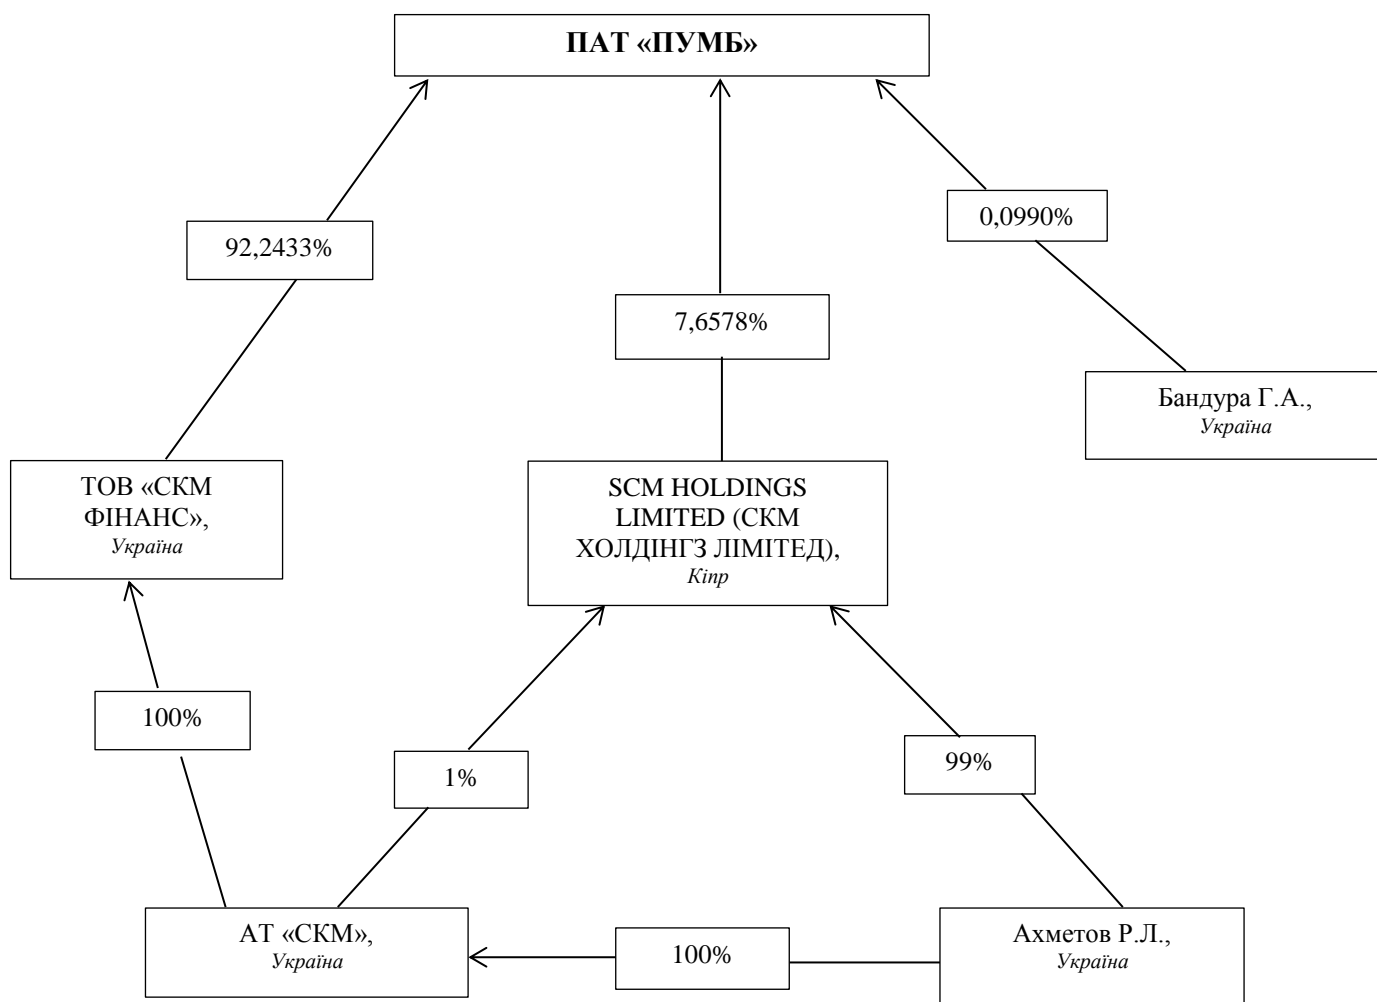 ПАТ «ПУМБ»
0,0990%
92,2433%
7,6578%
Бандура Г.А.,
Україна
ТОВ «СКМ
ФІНАНС»,
Україна
SCM HOLDINGS
LIMITED (СКМ
ХОЛДІНГЗ ЛІМІТЕД),
Кіпр
100%
1%
99%
АТ «СКМ»,
Україна
100%
Ахметов Р.Л.,
Україна